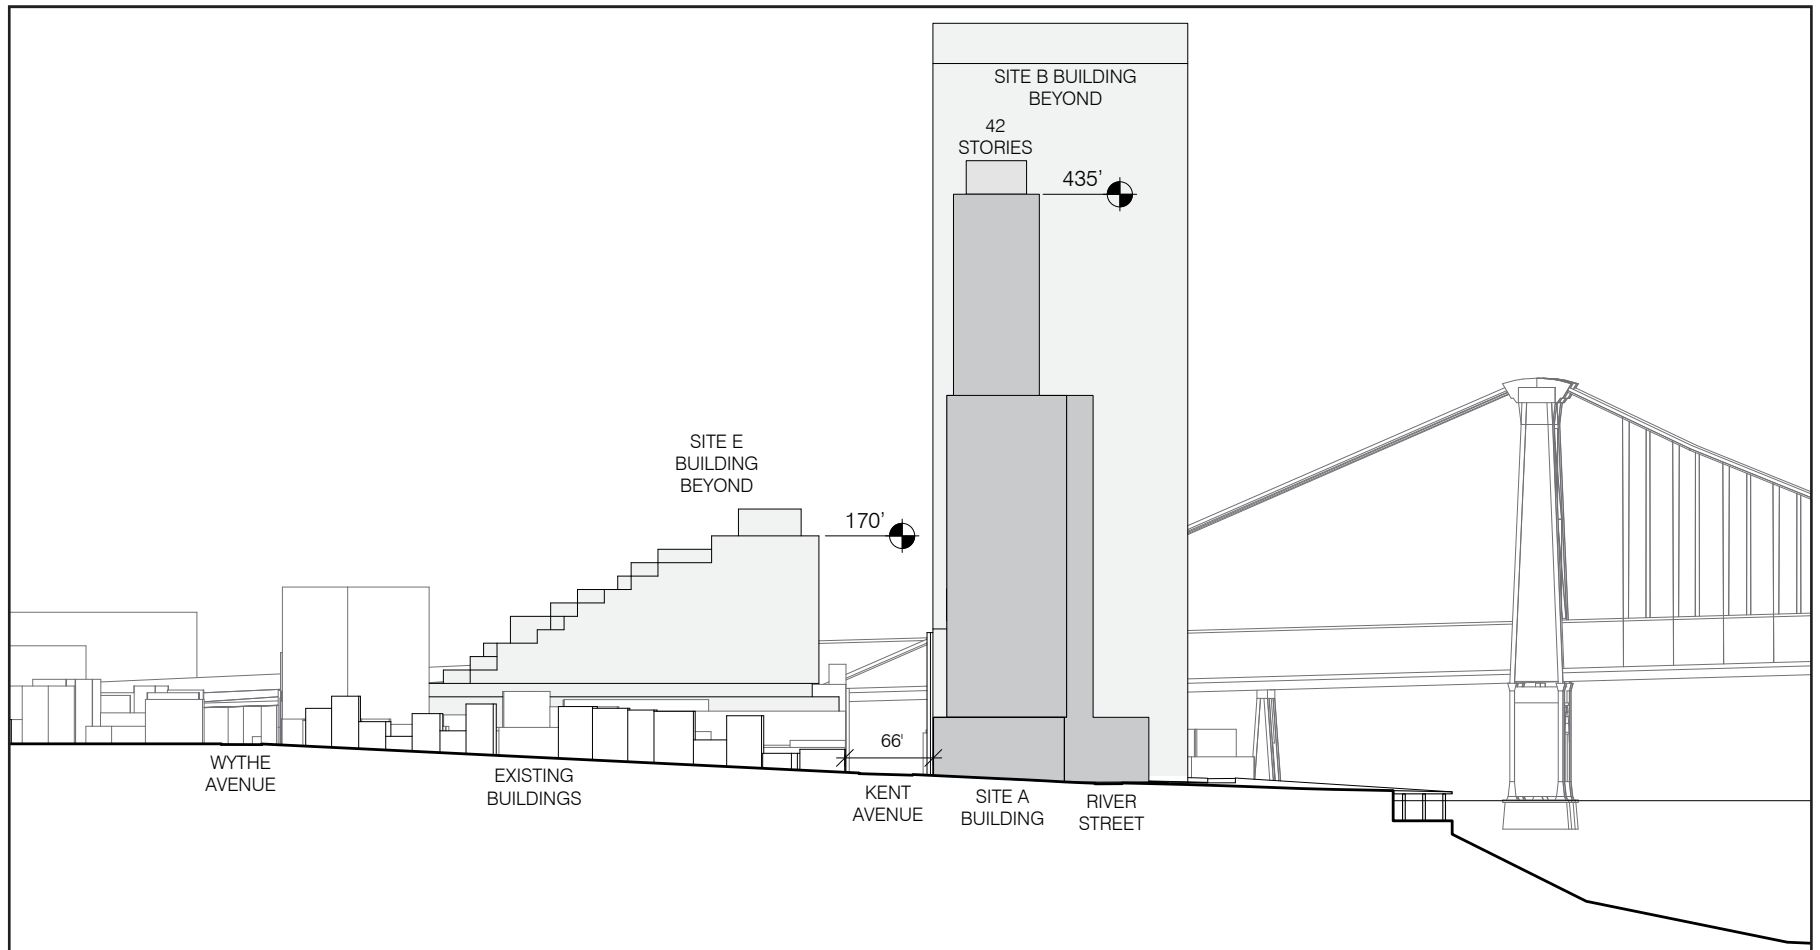 SITE B BUILDING
BEYOND
42
STORIES
435’
SITE E
BUILDING
BEYOND
170’
66'
WYTHE
AVENUE
EXISTING
BUILDINGS
KENT
AVENUE
SITE A
BUILDING
RIVER
STREET